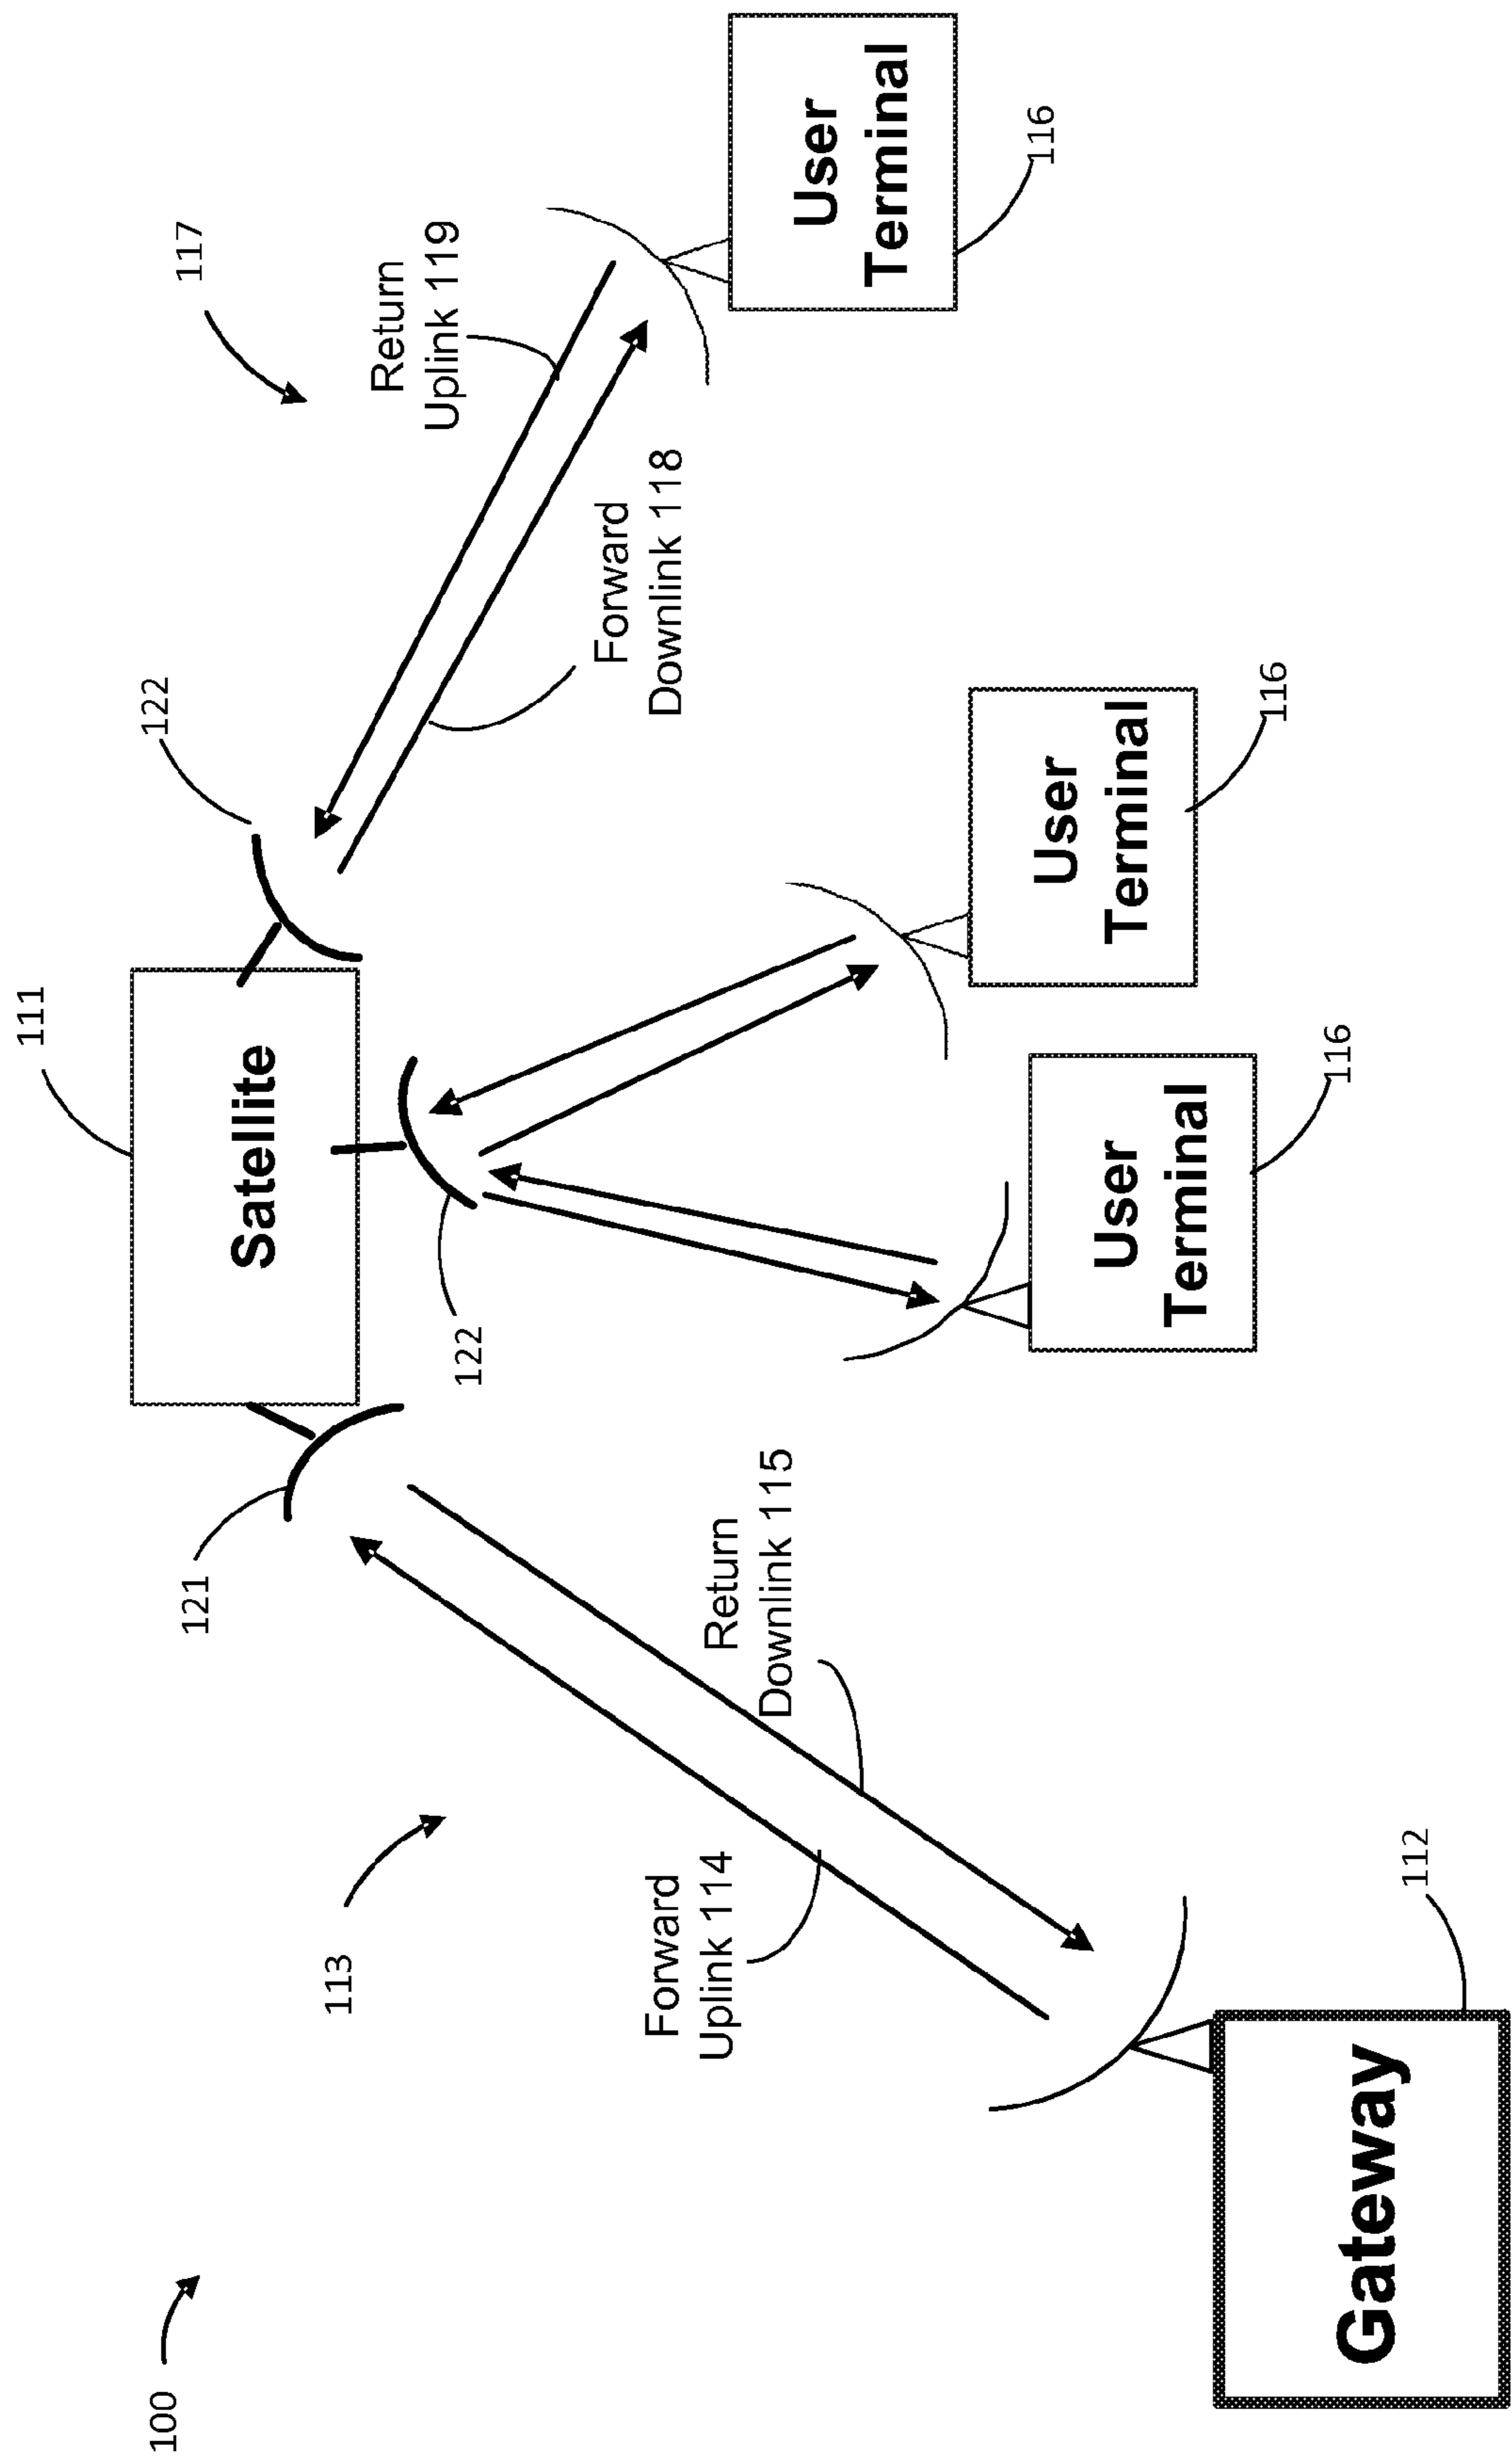 100
111
Satellite
121
122
122
117
113
Return
Uplink 119
Forward
Downlink 118
Forward
Uplink 114
Return
Downlink 115
Gateway
112
User
Terminal
116
User
Terminal
116
User
Terminal
116